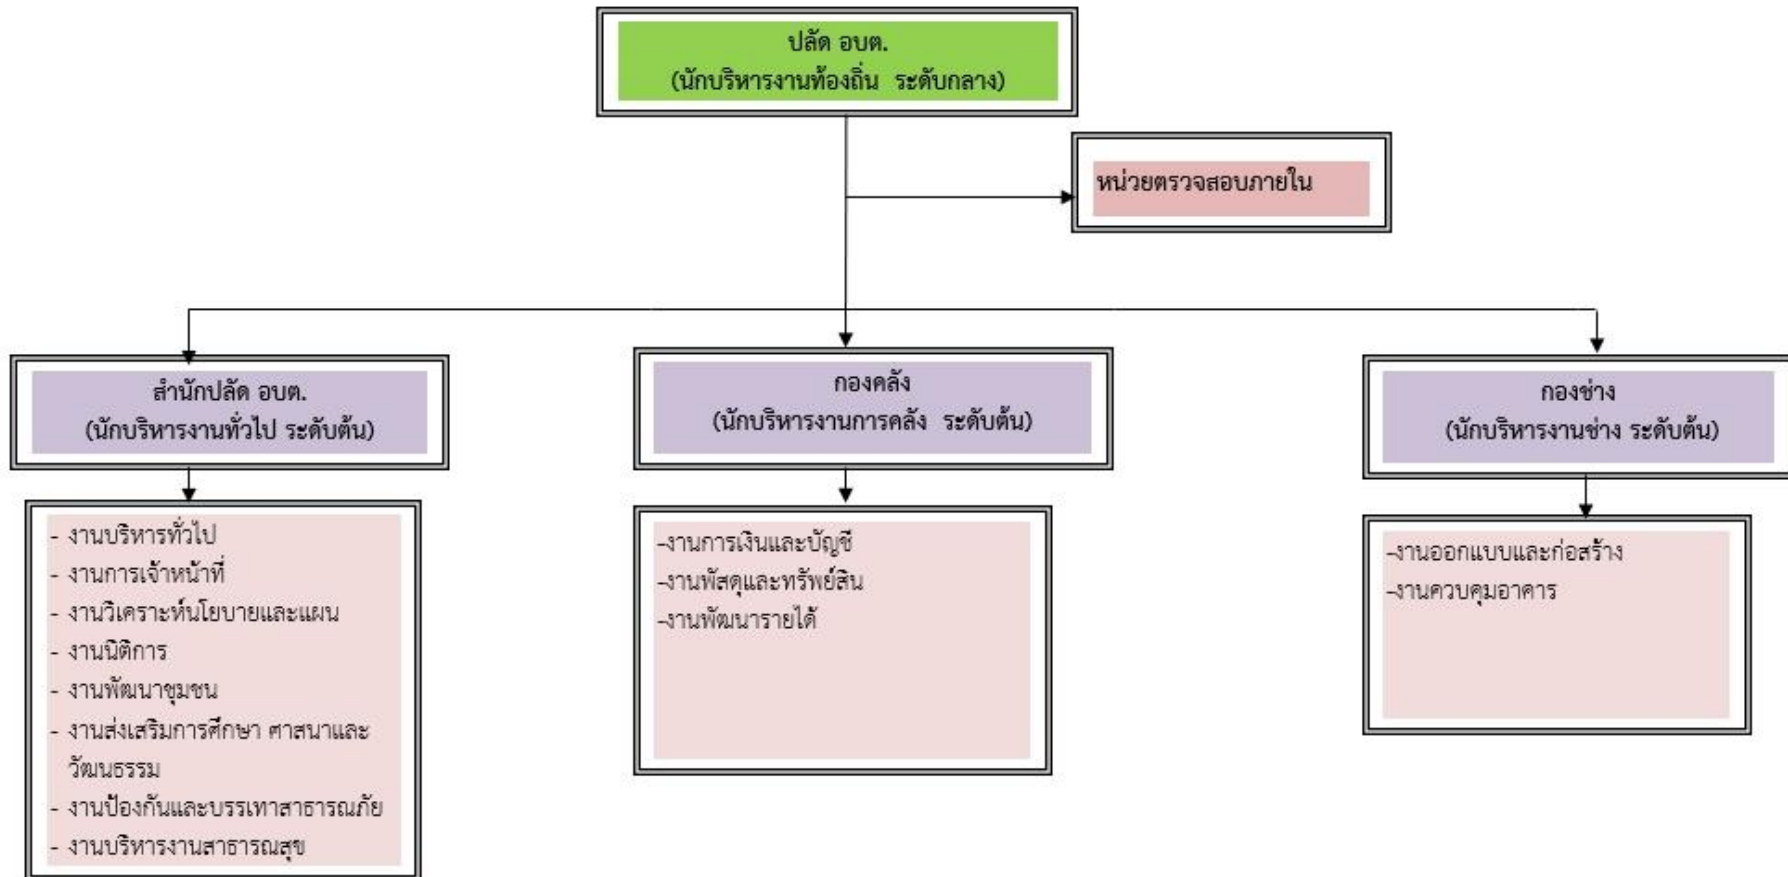 ปลัด อบต.
(นักบริหารงานท้องถิ่น ระดับกลาง)
หน่วยตรวจสอบภายใน
สำนักปลัด อบต.
(นักบริหารงานทั่วไป ระดับต้น)
กองคลัง
(นักบริหารงานการคลัง ระดับต้น)
กองช่าง
(นักบริหารงานช่าง ระดับต้น)
- งานบริหารทั่วไป
- งานการเจ้าหน้าที่
- งานวิเคราะห์นโยบายและแผน
- งานนิติการ
- งานพัฒนาชุมชน
- งานส่งเสริมการศึกษา ศาสนาและ
วัฒนธรรม
- งานป้องกันและบรรเทาสาธารณภัย
- งานบริหารงานสาธารณสุข
-งานการเงินและบัญชี
-งานพัสดุและทรัพย์สิน
-งานพัฒนารายได้
-งานออกแบบและก่อสร้าง
-งานควบคุมอาคาร